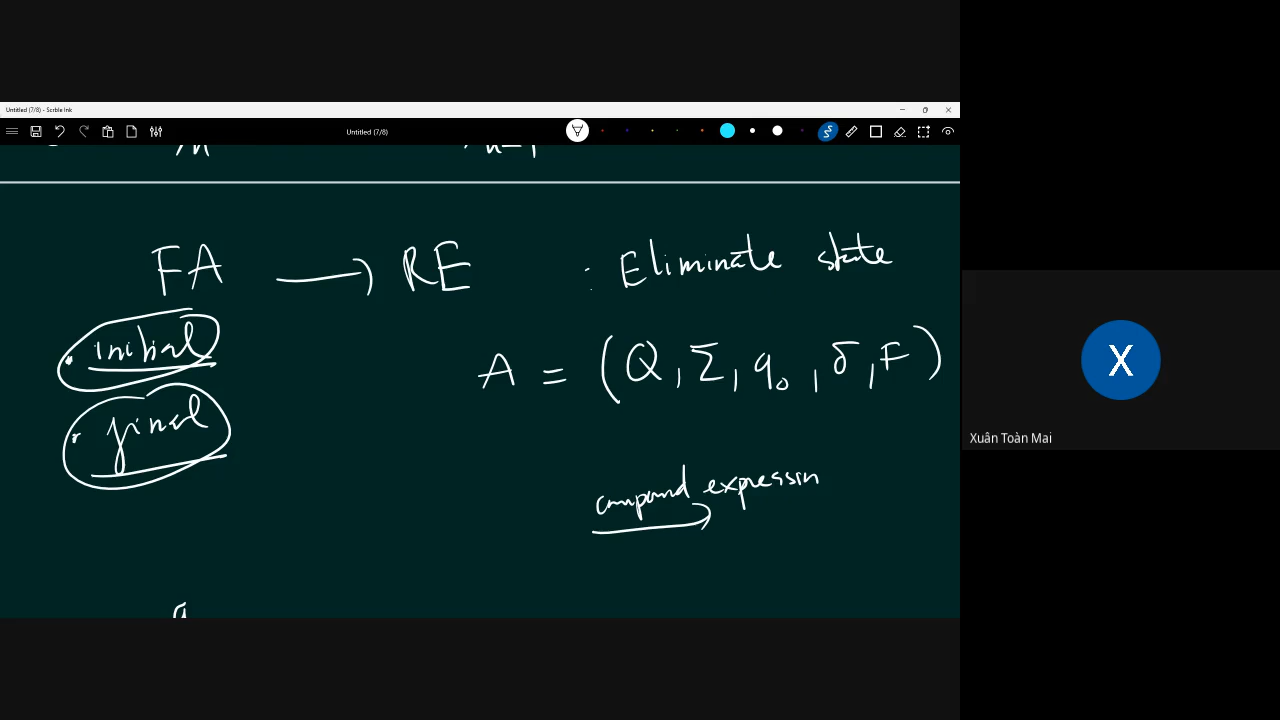 Untitled (7/8) - Scrble Ink
Untitled (7/8)
FA → RE : Eliminate state
• initial
A = (Q, Σ, q₀, δ, F)
• final
compound expression
X
Xuân Toàn Mai